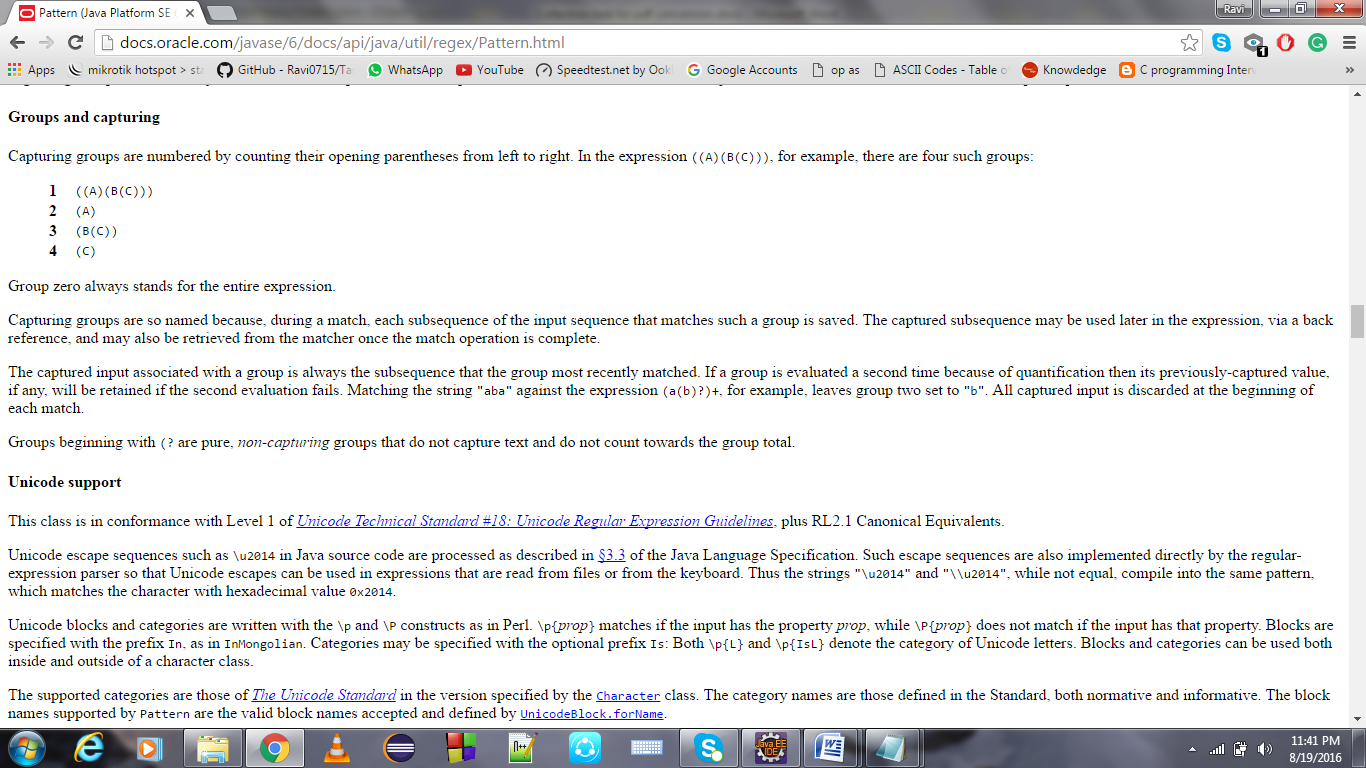 Pattern (Java Platform SE
Ravi
docs.oracle.com/javase/6/docs/api/java/util/regex/Pattern.html
1
Apps mikrotik hotspot > sta GitHub - Ravi0715/Ta WhatsApp YouTube Speedtest.net by Ook Google Accounts op as ASCII Codes - Table o Knowdedge C programming Inter »
Groups and capturing
Capturing groups are numbered by counting their opening parentheses from left to right. In the expression ((A)(B(C))), for example, there are four such groups:
1 ((A)(B(C)))
2 (A)
3 (B(C))
4 (C)
Group zero always stands for the entire expression.
Capturing groups are so named because, during a match, each subsequence of the input sequence that matches such a group is saved. The captured subsequence may be used later in the expression, via a back
reference, and may also be retrieved from the matcher once the match operation is complete.
The captured input associated with a group is always the subsequence that the group most recently matched. If a group is evaluated a second time because of quantification then its previously-captured value,
if any, will be retained if the second evaluation fails. Matching the string "aba" against the expression (a(b)?)+, for example, leaves group two set to "b". All captured input is discarded at the beginning of
each match.
Groups beginning with (? are pure, non-capturing groups that do not capture text and do not count towards the group total.
Unicode support
This class is in conformance with Level 1 of Unicode Technical Standard #18: Unicode Regular Expression Guidelines, plus RL2.1 Canonical Equivalents.
Unicode escape sequences such as \u2014 in Java source code are processed as described in §3.3 of the Java Language Specification. Such escape sequences are also implemented directly by the regular-
expression parser so that Unicode escapes can be used in expressions that are read from files or from the keyboard. Thus the strings "\u2014" and "\\u2014", while not equal, compile into the same pattern,
which matches the character with hexadecimal value 0x2014.
Unicode blocks and categories are written with the \p and \P constructs as in Perl. \p{prop} matches if the input has the property prop, while \P{prop} does not match if the input has that property. Blocks are
specified with the prefix In, as in InMongolian. Categories may be specified with the optional prefix Is: Both \p{L} and \p{IsL} denote the category of Unicode letters. Blocks and categories can be used both
inside and outside of a character class.
The supported categories are those of The Unicode Standard in the version specified by the Character class. The category names are those defined in the Standard, both normative and informative. The block
names supported by Pattern are the valid block names accepted and defined by UnicodeBlock.forName.
Java EE
IDE
11:41 PM
8/19/2016